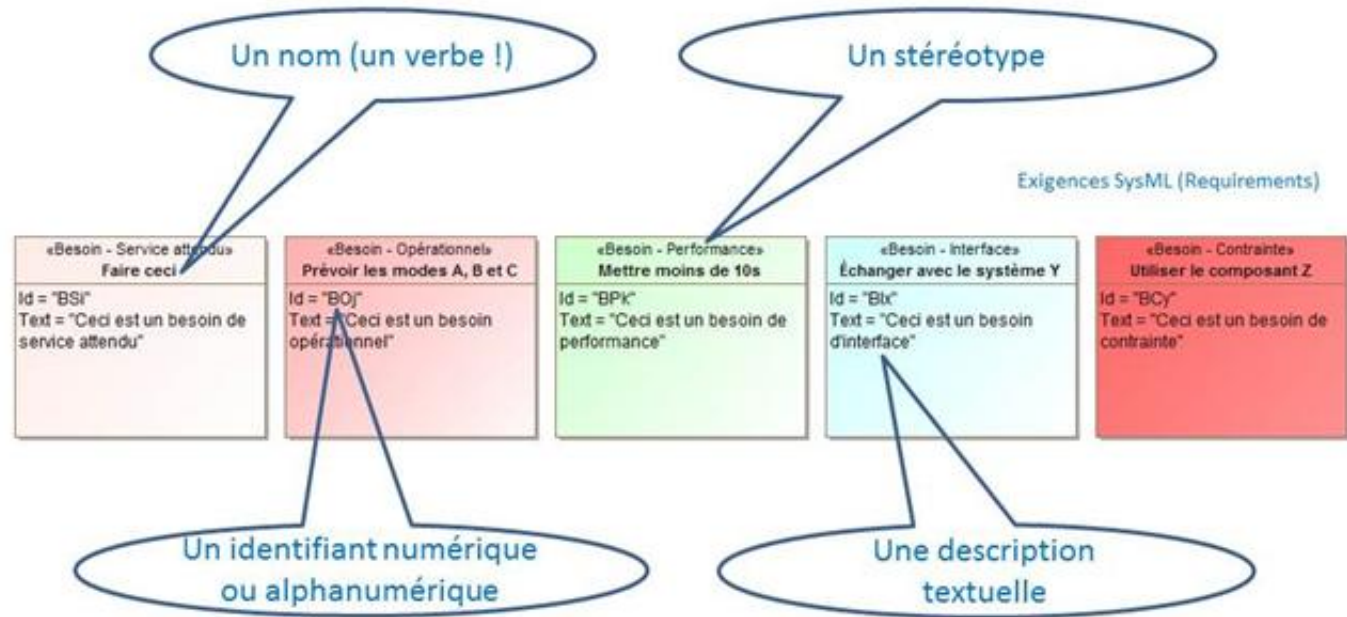 Un nom (un verbe !)
Un stéréotype
Exigences SysML (Requirements)
«Besoin - Service attendu»
Faire ceci
Id = "BSi"
Text = "Ceci est un besoin de
service attendu"
«Besoin - Opérationnel»
Prévoir les modes A, B et C
Id = "BOj"
Text = "Ceci est un besoin
opérationnel"
«Besoin - Performance»
Mettre moins de 10s
Id = "BPk"
Text = "Ceci est un besoin de
performance"
«Besoin - Interface»
Échanger avec le système Y
Id = "BIx"
Text = "Ceci est un besoin
d'interface"
«Besoin - Contrainte»
Utiliser le composant Z
Id = "BCy"
Text = "Ceci est un besoin de
contrainte"
Un identifiant numérique
ou alphanumérique
Une description
textuelle